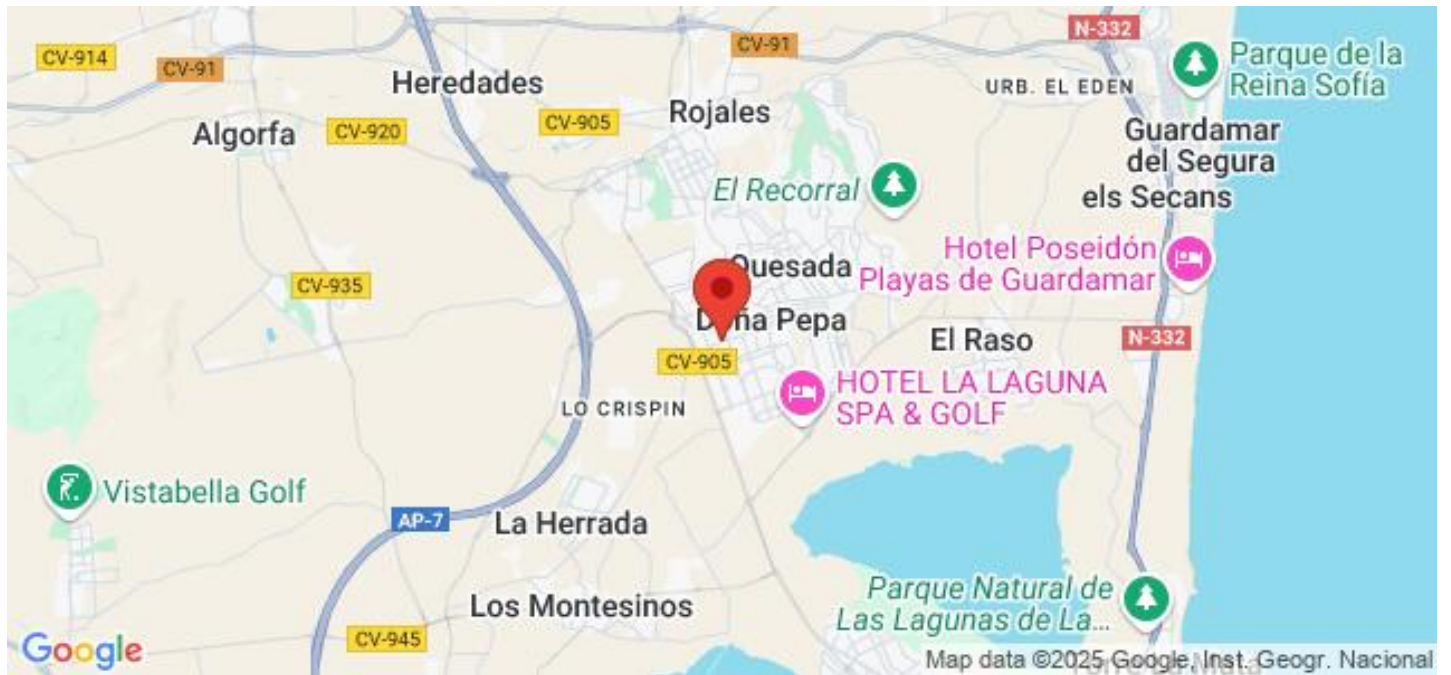 N-332
CV-914
CV-91
CV-91
Parque de la
Reina Sofía
Heredades
URB. EL EDEN
Rojales
CV-905
Algorfa
CV-920
Guardamar
del Segura
El Recorral
els Secans
Hotel Poseidón
Playas de Guardamar
Quesada
CV-935
Doña Pepa
El Raso
N-332
CV-905
HOTEL LA LAGUNA
SPA & GOLF
LO CRISPIN
Vistabella Golf
AP-7
La Herrada
Parque Natural de
Las Lagunas de La...
Los Montesinos
CV-945
Google
Map data ©2025 Google, Inst. Geogr. Nacional